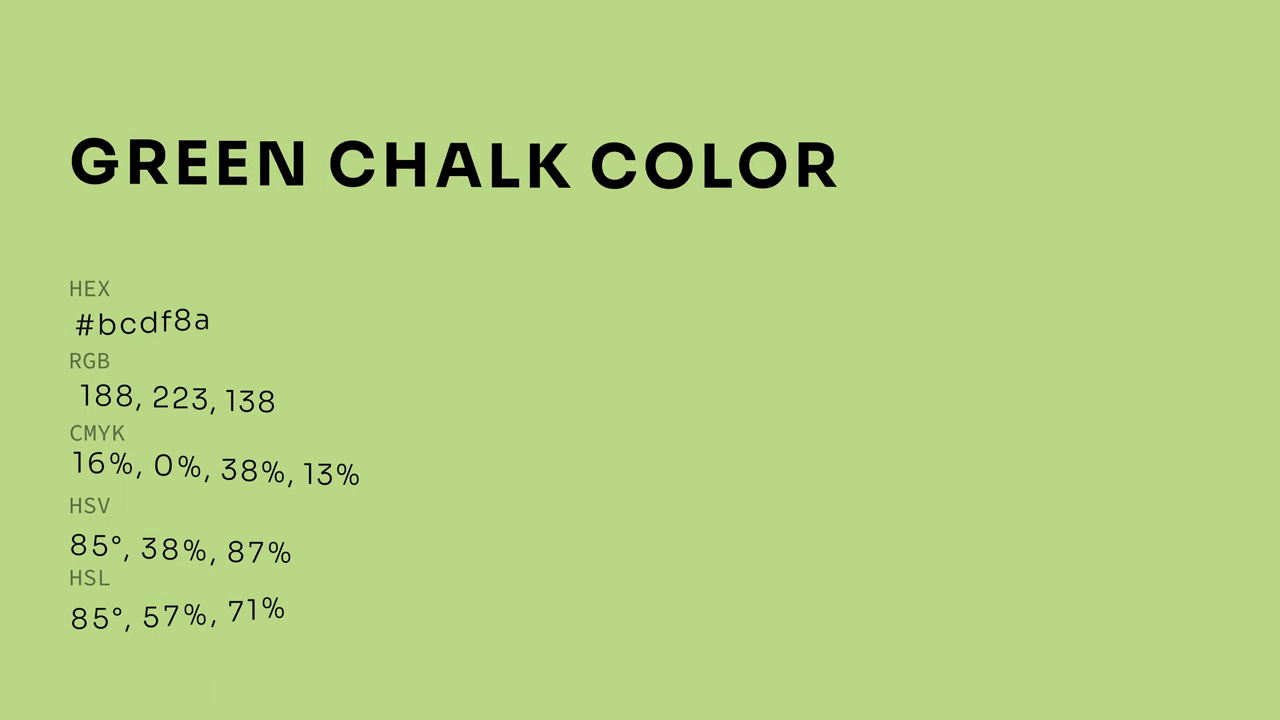 GREEN CHALK COLOR
HEX
#bcdf8a
RGB
188, 223, 138
CMYK
16%, 0%, 38%, 13%
HSV
85°, 38%, 87%
HSL
85°, 57%, 71%